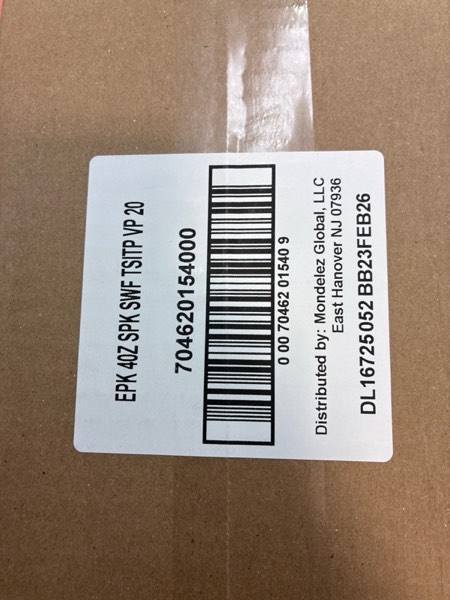 EPK 4OZ SPK SWF TSITP VP 20
704620154000
0 00 70462 01540 9
Distributed by: Mondelez Global, LLC
East Hanover NJ 07936
DL16725052 BB23FEB26